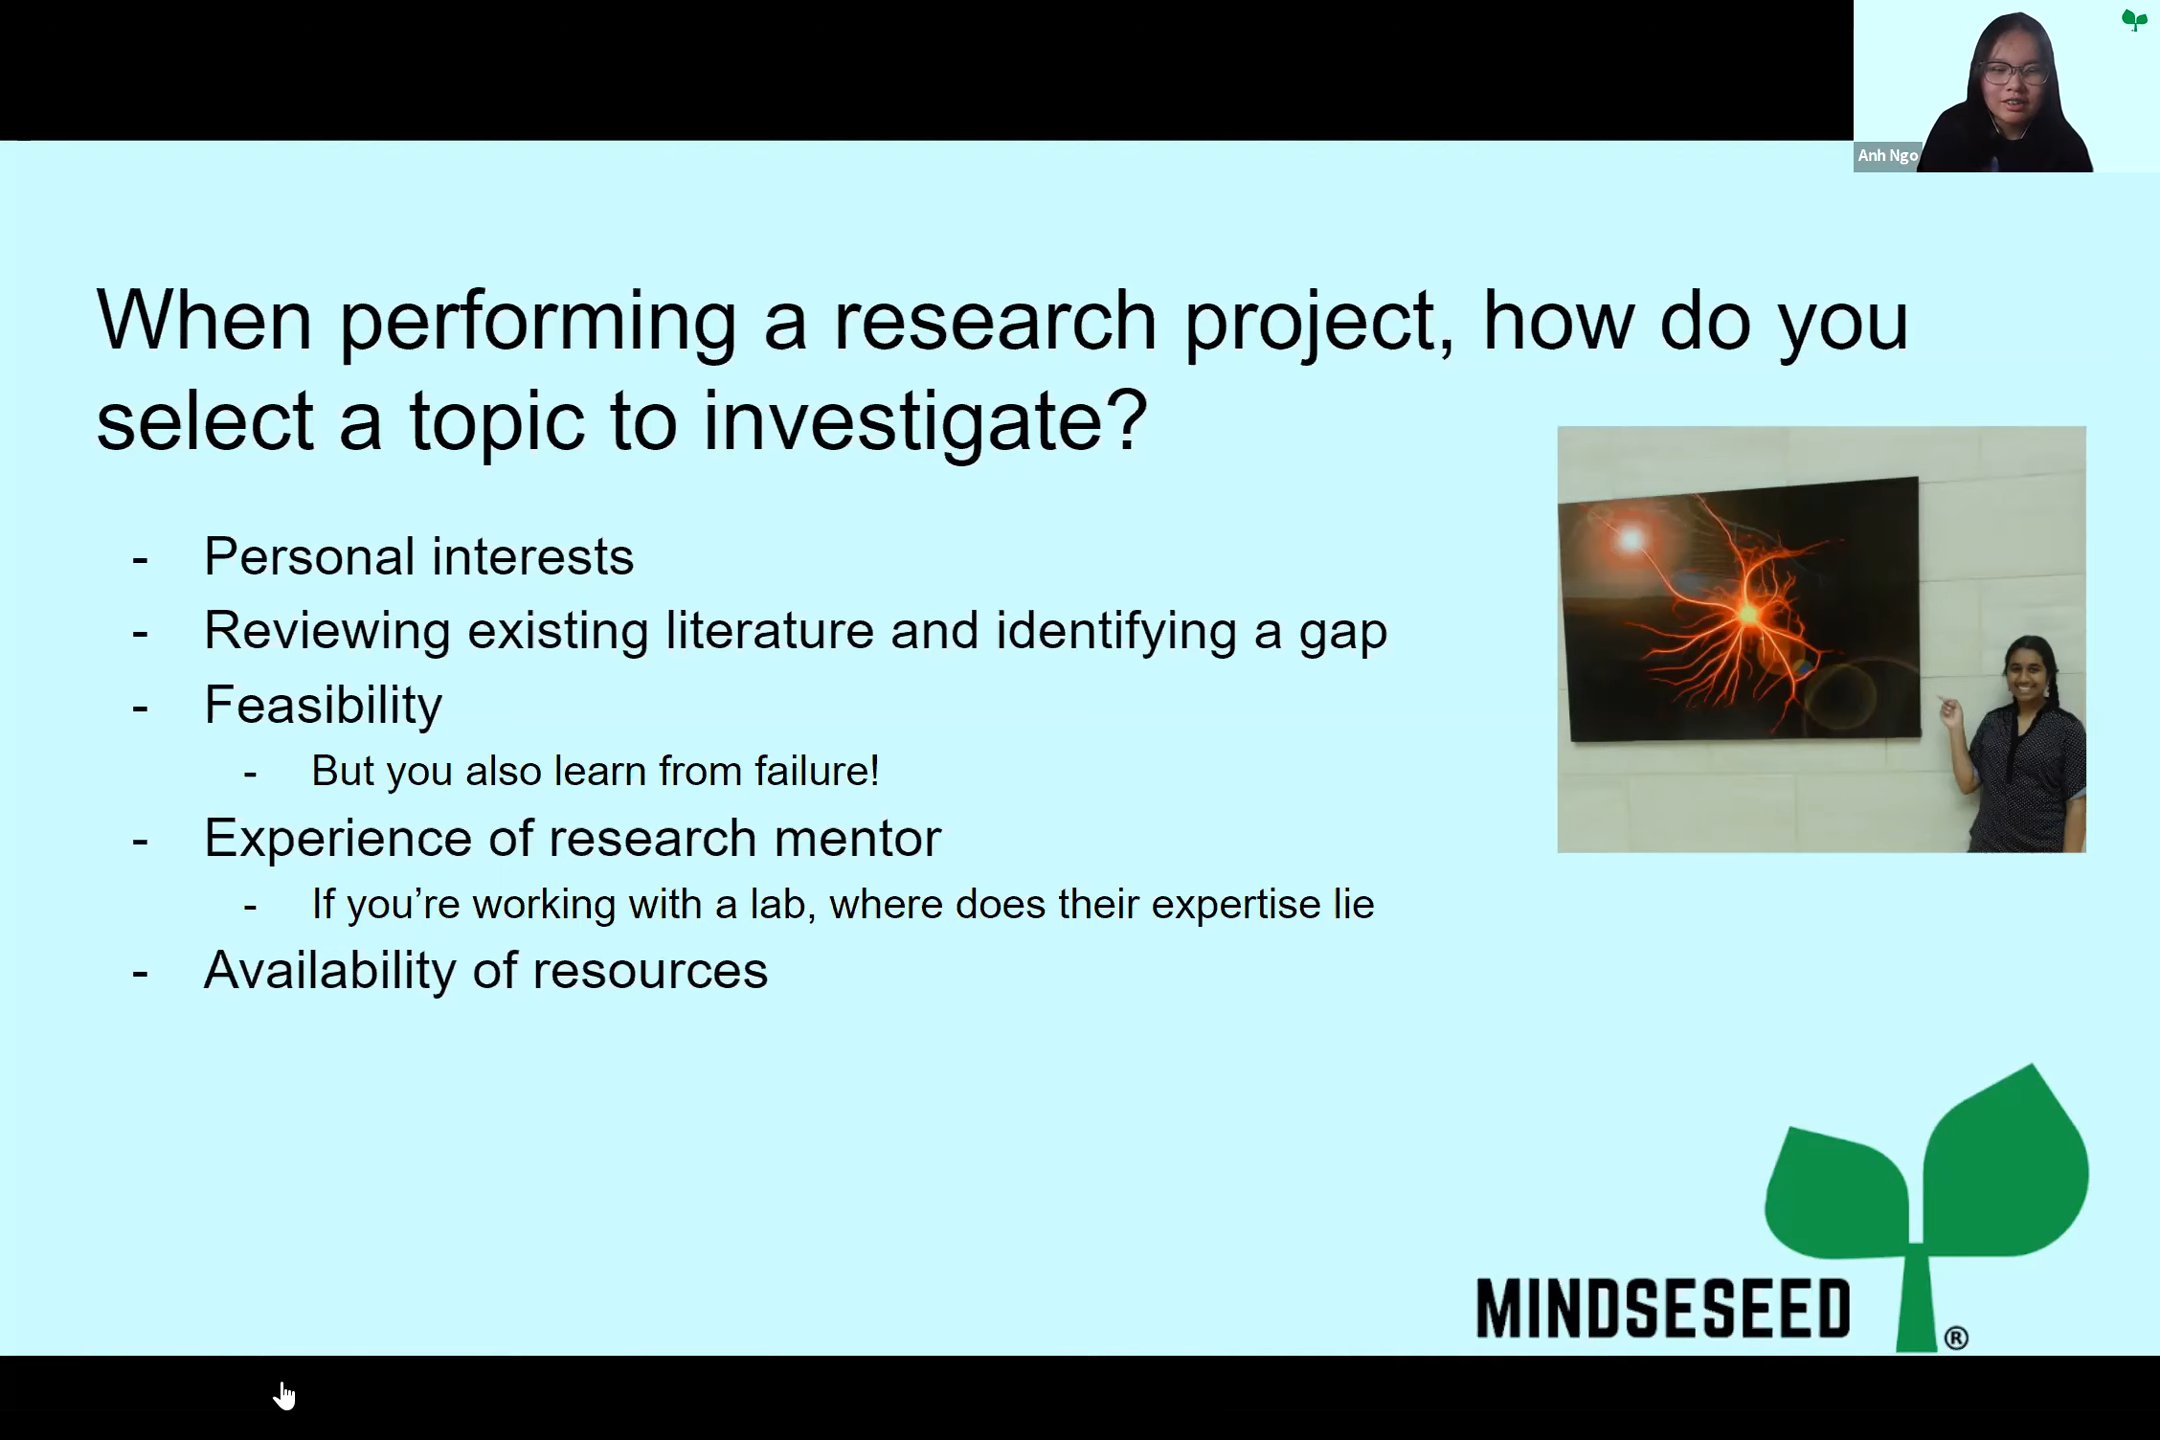 Anh Ngo
When performing a research project, how do you
select a topic to investigate?
- Personal interests
- Reviewing existing literature and identifying a gap
- Feasibility
- But you also learn from failure!
- Experience of research mentor
- If you’re working with a lab, where does their expertise lie
- Availability of resources
MINDSESEED
®